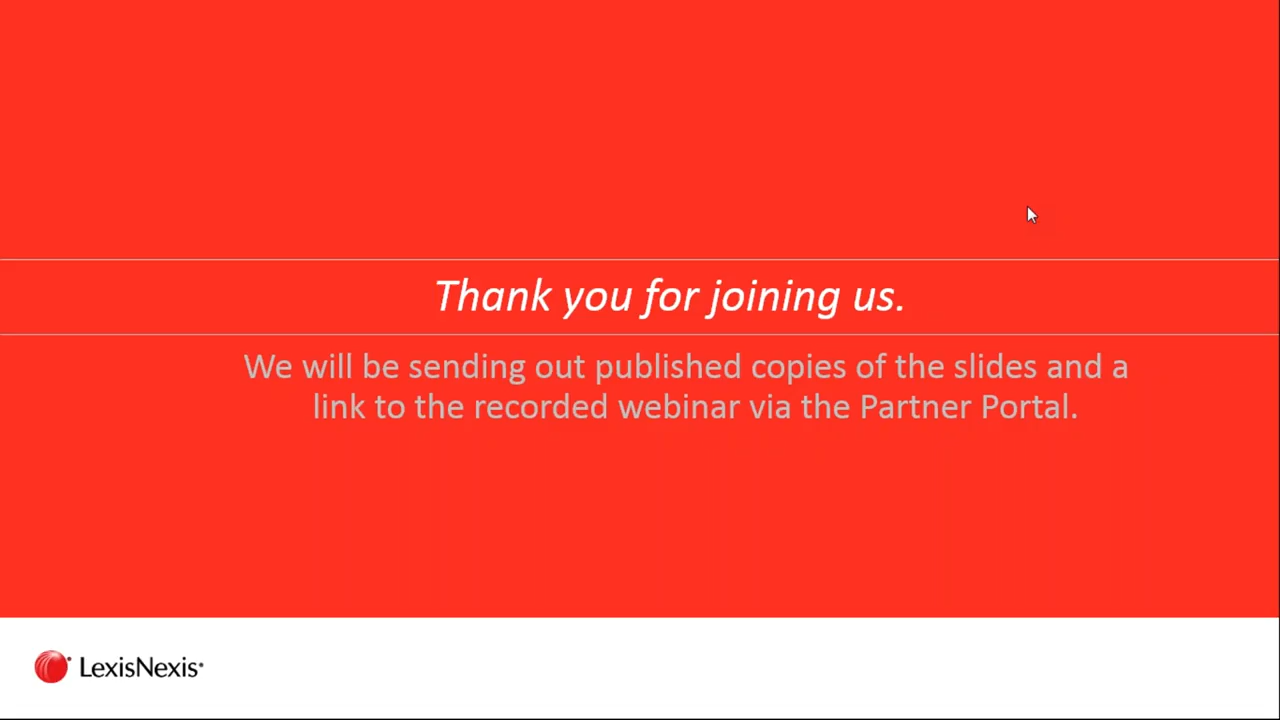 Thank you for joining us.
We will be sending out published copies of the slides and a
link to the recorded webinar via the Partner Portal.
LexisNexis®